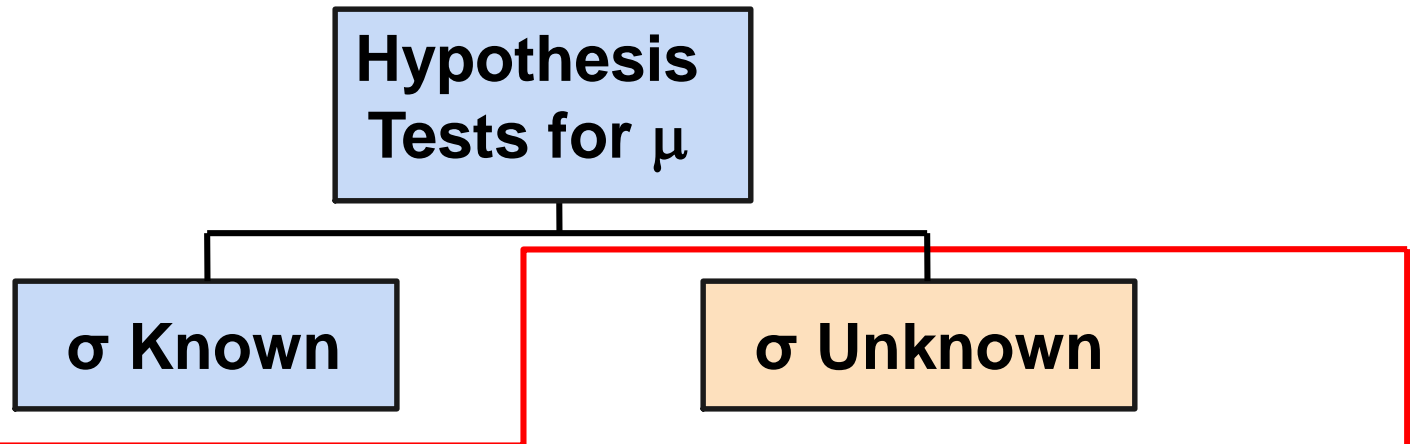 Hypothesis
Tests for μ
σ Known
σ Unknown